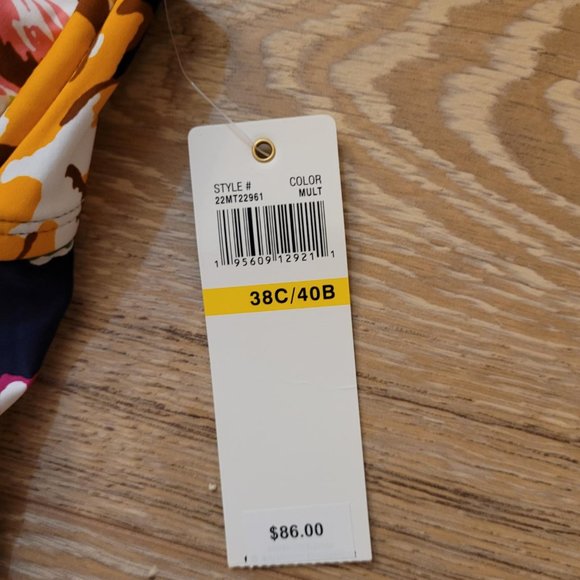 STYLE # COLOR
22MT22961 MULT
1 95609 12921 1
38C/40B
$86.00